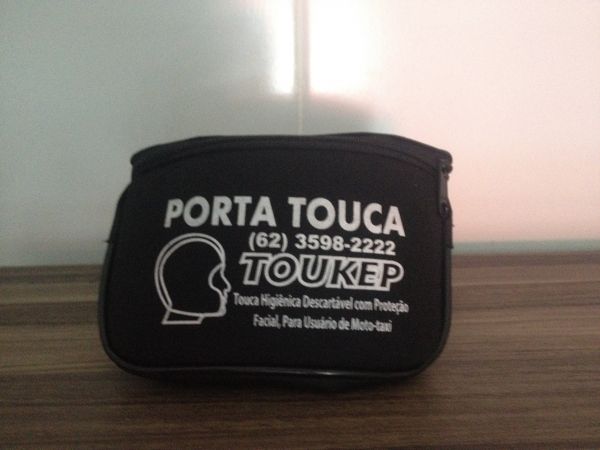 PORTA TOUCA
(62) 3598-2222
TOUKEP
Touca Higiênica Descartável com Proteção
Facial, Para Usuário de Moto-taxi